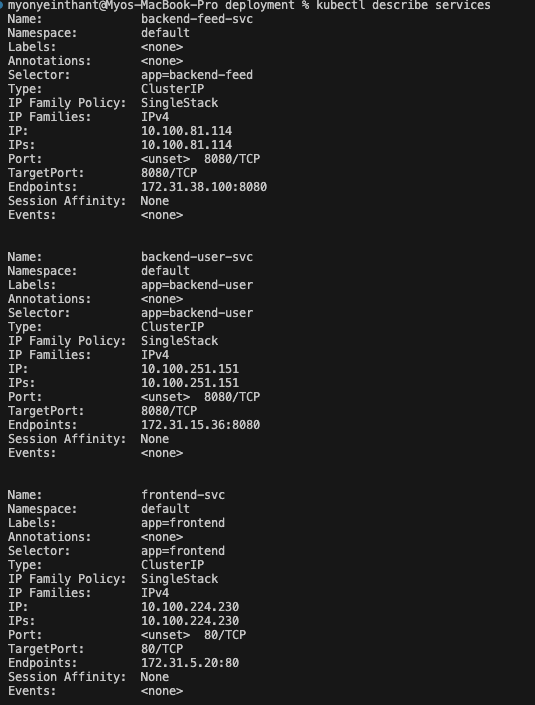 myonyeinthant@Myos-MacBook-Pro deployment % kubectl describe services
Name:              backend-feed-svc
Namespace:         default
Labels:            <none>
Annotations:       <none>
Selector:          app=backend-feed
Type:              ClusterIP
IP Family Policy:  SingleStack
IP Families:       IPv4
IP:                10.100.81.114
IPs:               10.100.81.114
Port:              <unset>  8080/TCP
TargetPort:        8080/TCP
Endpoints:         172.31.38.100:8080
Session Affinity:  None
Events:            <none>
Name:              backend-user-svc
Namespace:         default
Labels:            app=backend-user
Annotations:       <none>
Selector:          app=backend-user
Type:              ClusterIP
IP Family Policy:  SingleStack
IP Families:       IPv4
IP:                10.100.251.151
IPs:               10.100.251.151
Port:              <unset>  8080/TCP
TargetPort:        8080/TCP
Endpoints:         172.31.15.36:8080
Session Affinity:  None
Events:            <none>
Name:              frontend-svc
Namespace:         default
Labels:            app=frontend
Annotations:       <none>
Selector:          app=frontend
Type:              ClusterIP
IP Family Policy:  SingleStack
IP Families:       IPv4
IP:                10.100.224.230
IPs:               10.100.224.230
Port:              <unset>  80/TCP
TargetPort:        80/TCP
Endpoints:         172.31.5.20:80
Session Affinity:  None
Events:            <none>